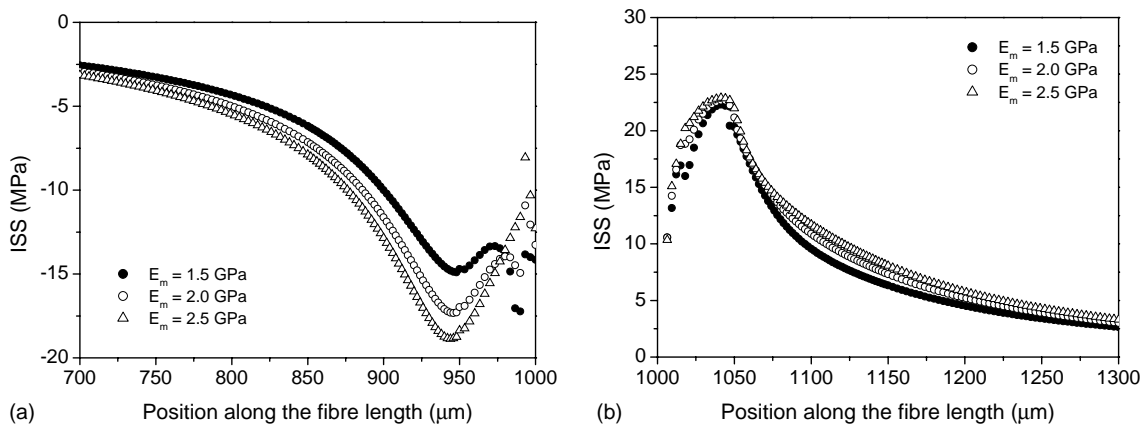 0
-5
-10
-15
-20
ISS (MPa)
E_m = 1.5 GPa
E_m = 2.0 GPa
E_m = 2.5 GPa
700 750 800 850 900 950 1000
(a) Position along the fibre length (μm)
30
25
20
15
10
5
0
ISS (MPa)
E_m = 1.5 GPa
E_m = 2.0 GPa
E_m = 2.5 GPa
1000 1050 1100 1150 1200 1250 1300
(b) Position along the fibre length (μm)